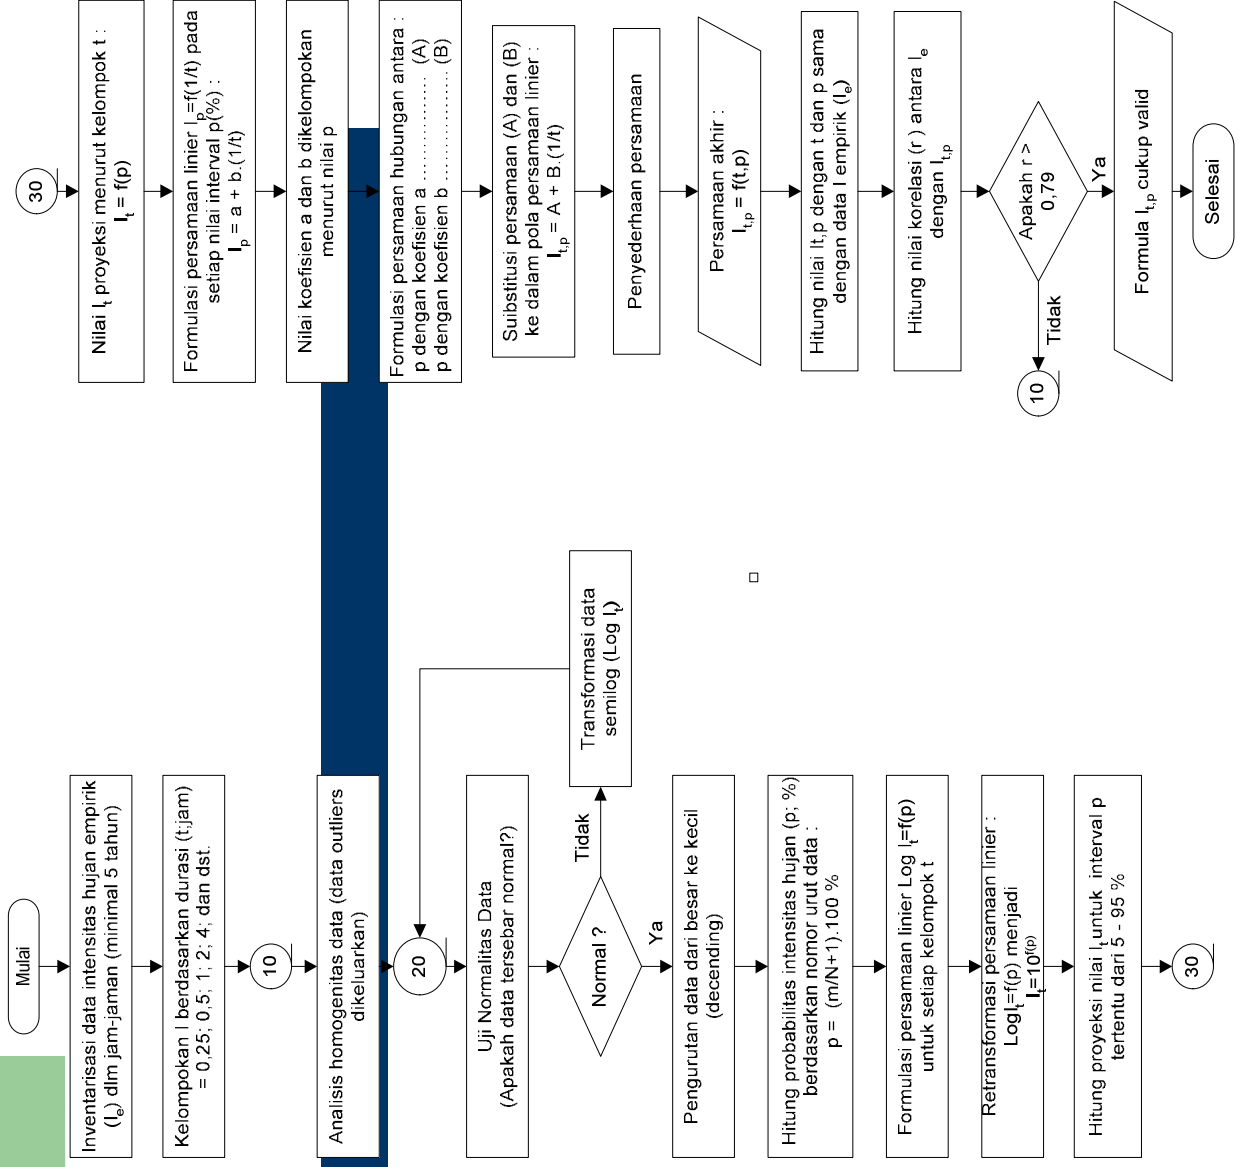 Mulai
Inventarisasi data intensitas hujan empirik
(Ie) dlm jam-jaman (minimal 5 tahun)
Kelompokan I berdasarkan durasi (t;jam)
= 0,25; 0,5; 1; 2; 4; dan dst.
10
Analisis homogenitas data (data outliers
dikeluarkan)
20
Uji Normalitas Data
(Apakah data tersebar normal?)
Normal ?
Tidak
Transformasi data
semilog (Log It)
Ya
Pengurutan data dari besar ke kecil
(decending)
Hitung probabilitas intensitas hujan (p; %)
berdasarkan nomor urut data :
p = (m/N+1).100 %
Formulasi persamaan linier Log It=f(p)
untuk setiap kelompok t
Retransformasi persamaan linier :
LogIt=f(p) menjadi
It=10^f(p)
Hitung proyeksi nilai It untuk interval p
tertentu dari 5 - 95 %
30
30
Nilai It proyeksi menurut kelompok t :
It = f(p)
Formulasi persamaan linier Ip=f(1/t) pada
setiap nilai interval p(%) :
Ip = a + b.(1/t)
Nilai koefisien a dan b dikelompokan
menurut nilai p
Formulasi persamaan hubungan antara :
p dengan koefisien a ................ (A)
p dengan koefisien b ................ (B)
Suibstitusi persamaan (A) dan (B)
ke dalam pola persamaan linier :
It,p = A + B.(1/t)
Penyederhaan persamaan
Persamaan akhir :
It,p = f(t,p)
Hitung nilai It,p dengan t dan p sama
dengan data I empirik (Ie)
Hitung nilai korelasi (r ) antara Ie
dengan It,p
Apakah r >
0,79
Tidak
10
Ya
Formula It,p cukup valid
Selesai